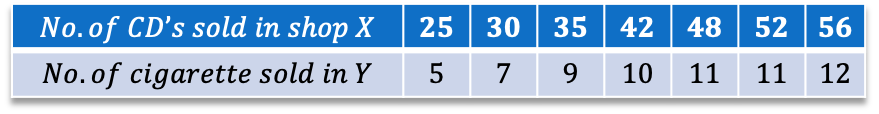 No. of CD's sold in shop X 25 30 35 42 48 52 56
No. of cigarette sold in Y 5 7 9 10 11 11 12